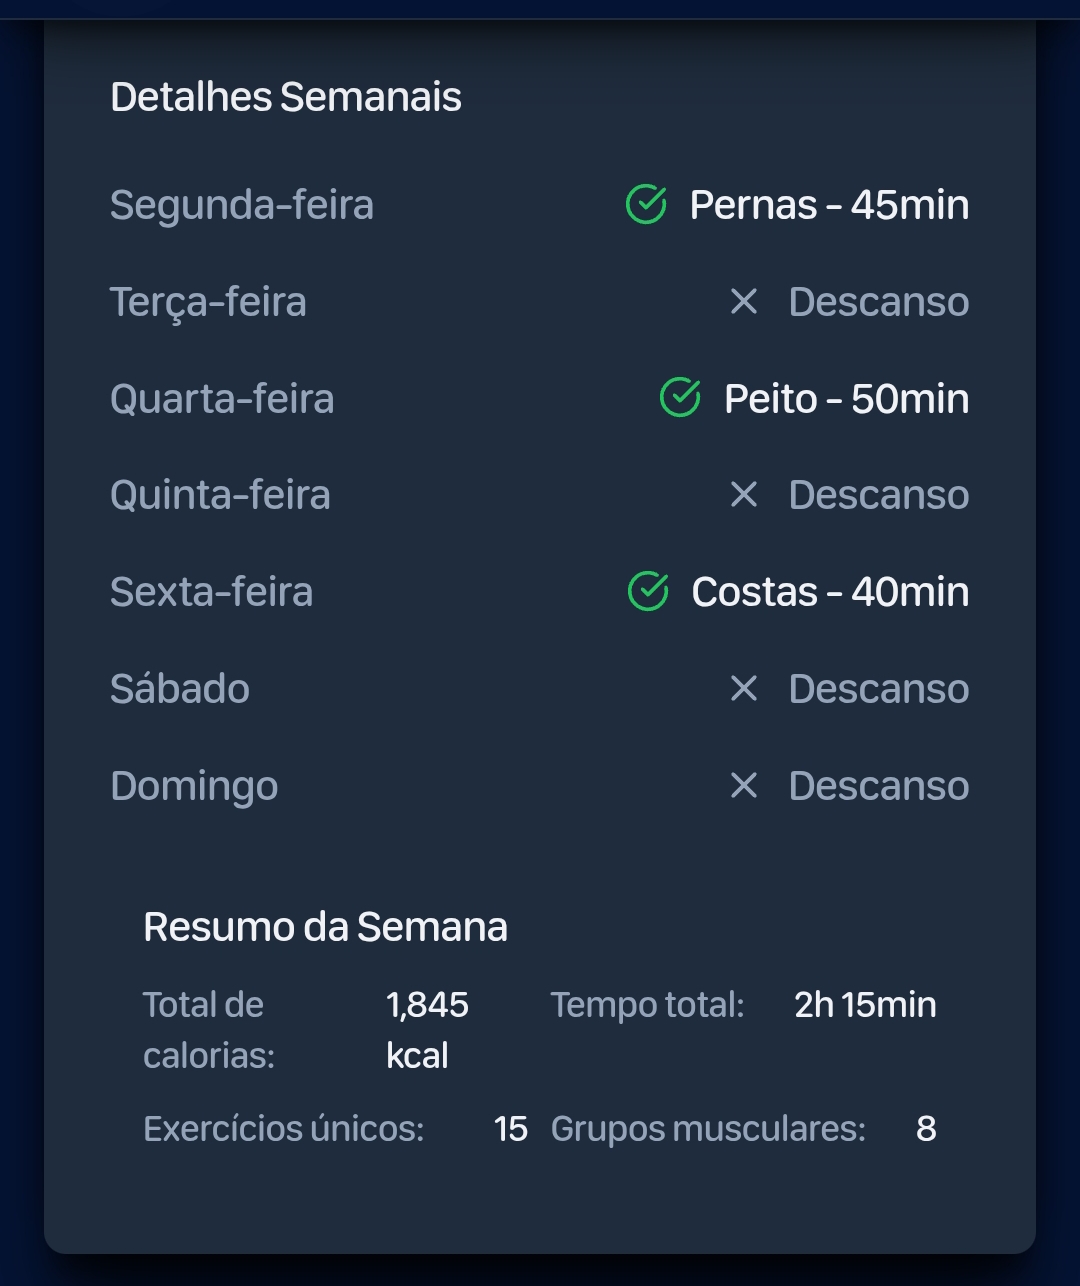 Detalhes Semanais
Segunda-feira Pernas - 45min
Terça-feira Descanso
Quarta-feira Peito - 50min
Quinta-feira Descanso
Sexta-feira Costas - 40min
Sábado Descanso
Domingo Descanso
Resumo da Semana
Total de calorias: 1,845 kcal
Tempo total: 2h 15min
Exercícios únicos: 15
Grupos musculares: 8